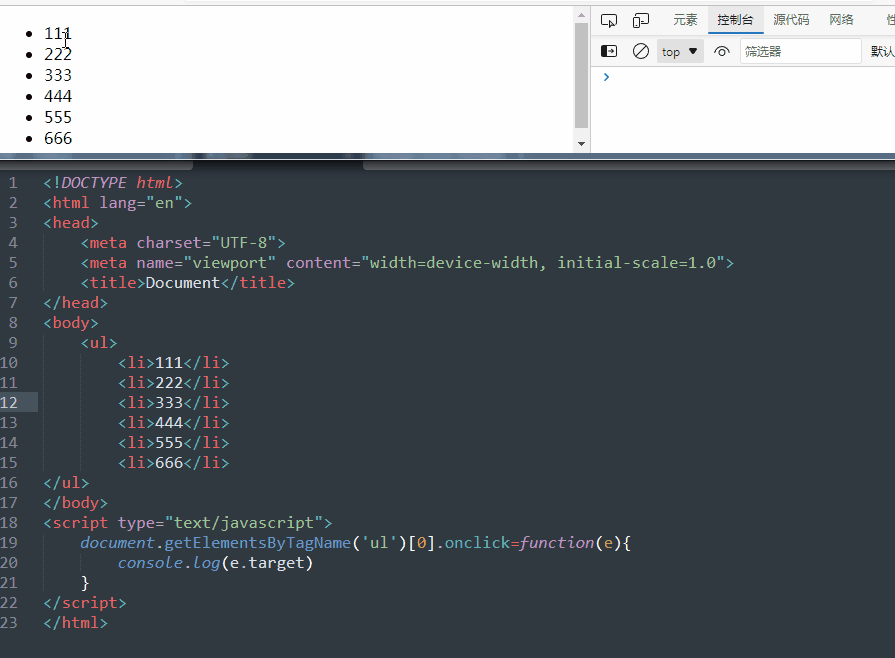 111
222
333
444
555
666
元素 控制台 源代码 网络
top 筛选器 默认
1 <!DOCTYPE html>
2 <html lang="en">
3 <head>
4 <meta charset="UTF-8">
5 <meta name="viewport" content="width=device-width, initial-scale=1.0">
6 <title>Document</title>
7 </head>
8 <body>
9 <ul>
10 <li>111</li>
11 <li>222</li>
12 <li>333</li>
13 <li>444</li>
14 <li>555</li>
15 <li>666</li>
16 </ul>
17 </body>
18 <script type="text/javascript">
19 document.getElementsByTagName('ul')[0].onclick=function(e){
20 console.log(e.target)
21 }
22 </script>
23 </html>